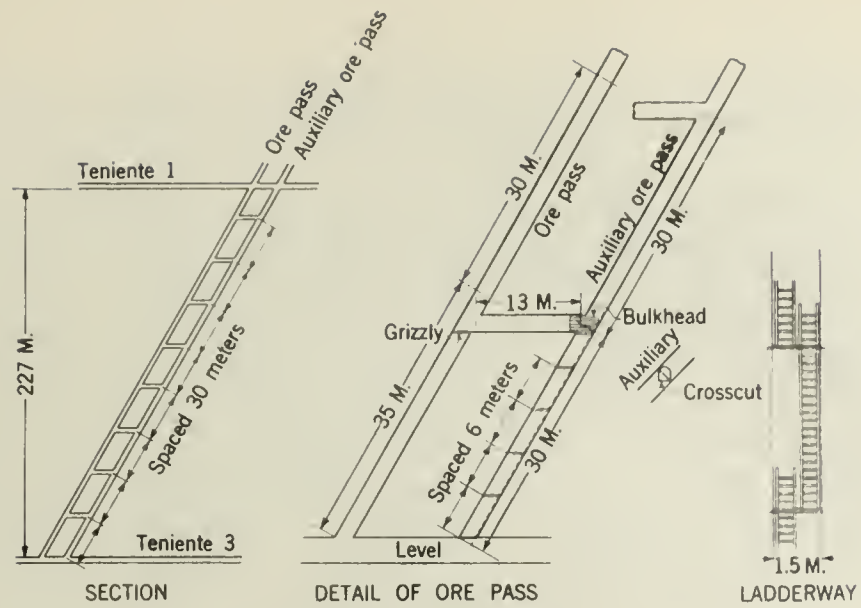 Ore pass
Auxiliary ore pass
Teniente 1
227 M.
Spaced 30 meters
Teniente 3
SECTION
30 M.
Ore pass
Auxiliary ore pass
30 M.
13 M.
Grizzly
Bulkhead
Auxiliary
Crosscut
35 M.
Spaced 6 meters
30 M.
Level
DETAIL OF ORE PASS
1.5 M.
LADDERWAY